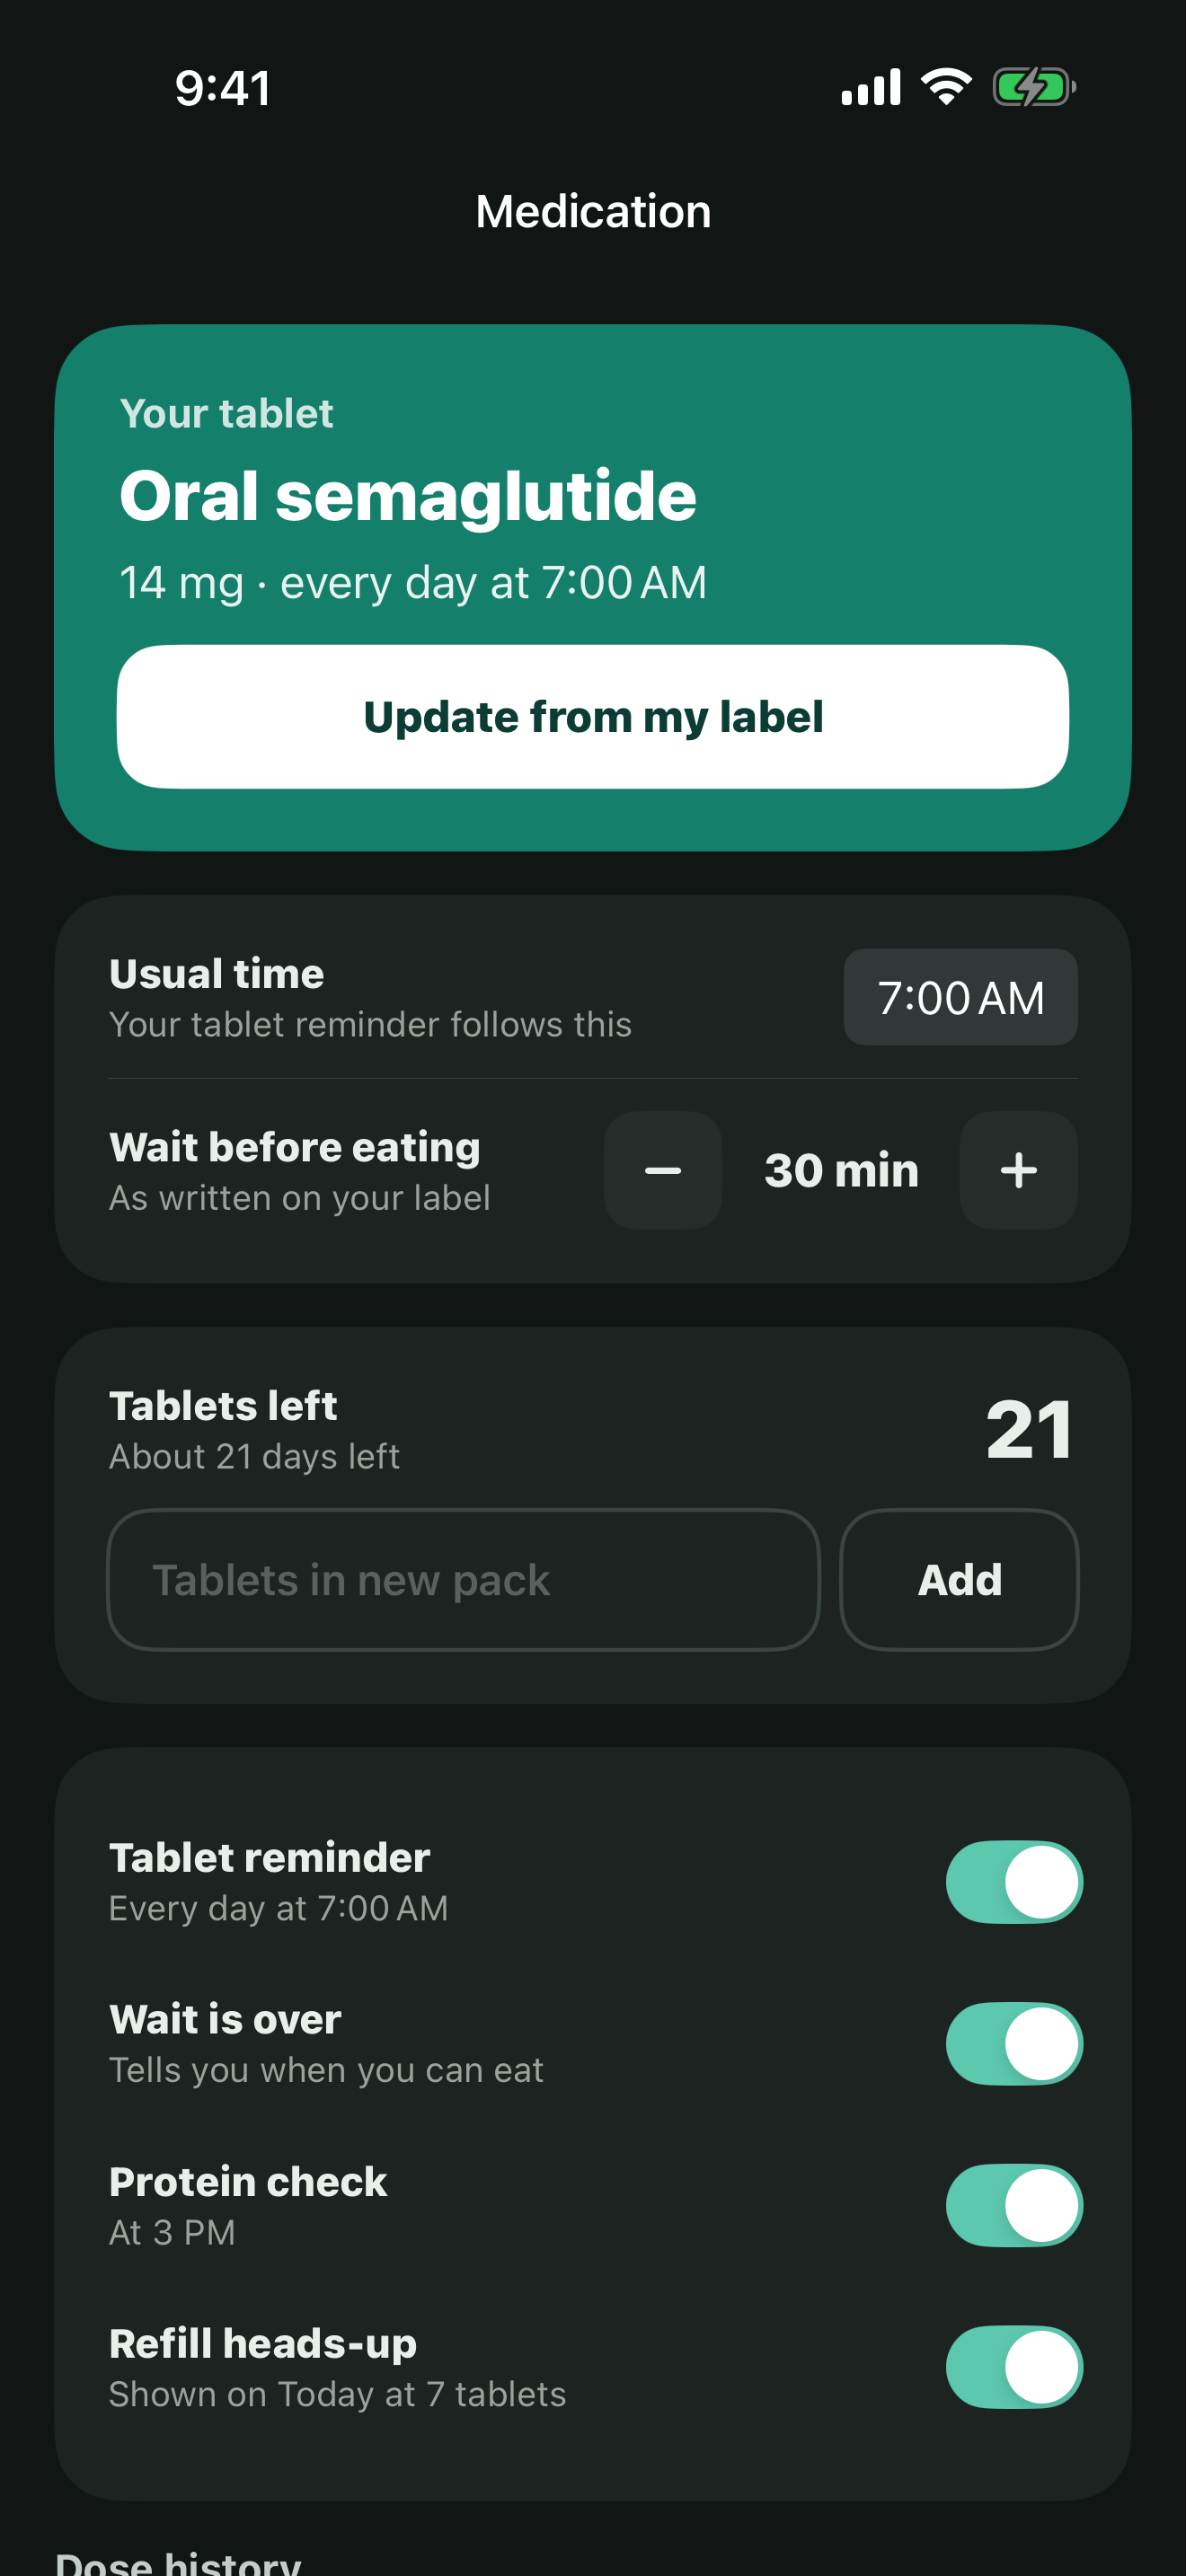 9:41
Medication
Your tablet
Oral semaglutide
14 mg · every day at 7:00 AM
Update from my label
Usual time
Your tablet reminder follows this
7:00 AM
Wait before eating
As written on your label
30 min
Tablets left
About 21 days left
21
Tablets in new pack
Add
Tablet reminder
Every day at 7:00 AM
Wait is over
Tells you when you can eat
Protein check
At 3 PM
Refill heads-up
Shown on Today at 7 tablets
Dose history